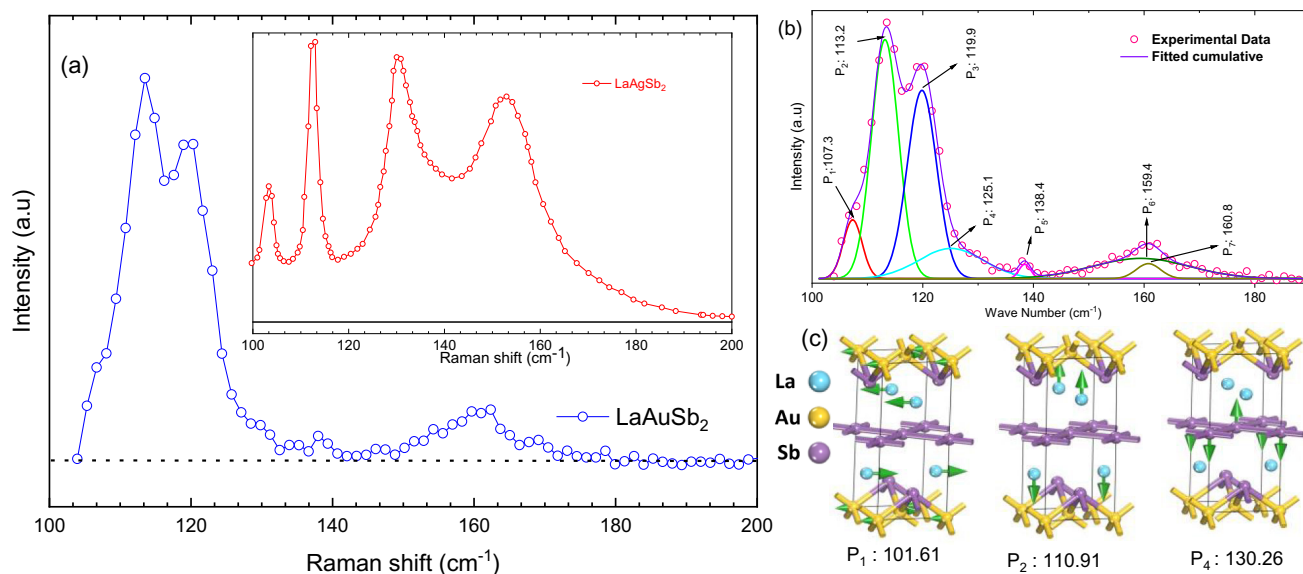 (a)
LaAgSb2
100 120 140 160 180 200
Raman shift (cm-1)
LaAuSb2
Intensity (a.u)
100 120 140 160 180 200
Raman shift (cm-1)
(b)
P2: 113.2
P3: 119.9
Experimental Data
Fitted cumulative
P1:107.3
P4: 125.1
P5: 138.4
P6: 159.4
P7: 160.8
Intensity (a.u)
100 120 140 160 180
Wave Number (cm-1)
(c)
La
Au
Sb
P1 : 101.61
P2 : 110.91
P4 : 130.26